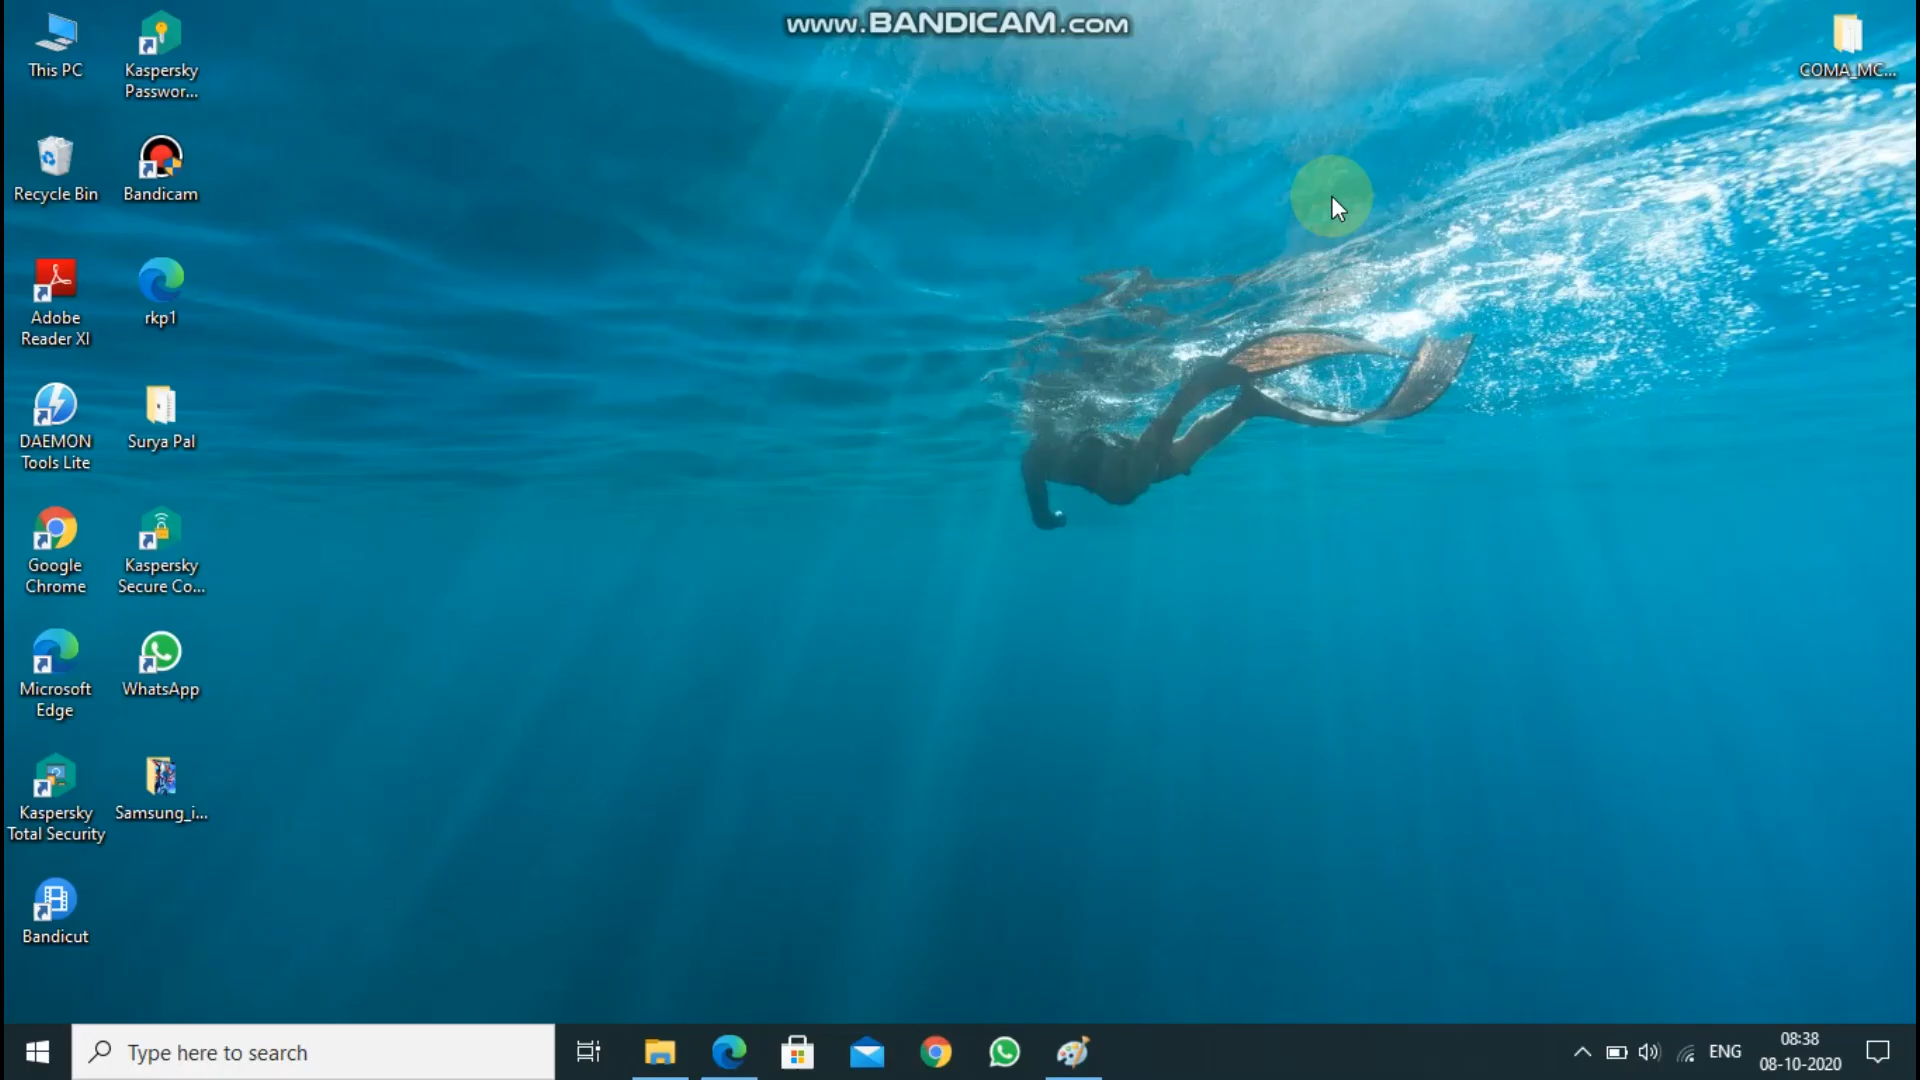 www.BANDICAM.com
This PC
Kaspersky
Passwor...
COMA_MC...
Recycle Bin
Bandicam
Adobe
Reader XI
rkp1
DAEMON
Tools Lite
Surya Pal
Google
Chrome
Kaspersky
Secure Co...
Microsoft
Edge
WhatsApp
Kaspersky
Total Security
Samsung_i...
Bandicut
Type here to search
ENG
08:38
08-10-2020